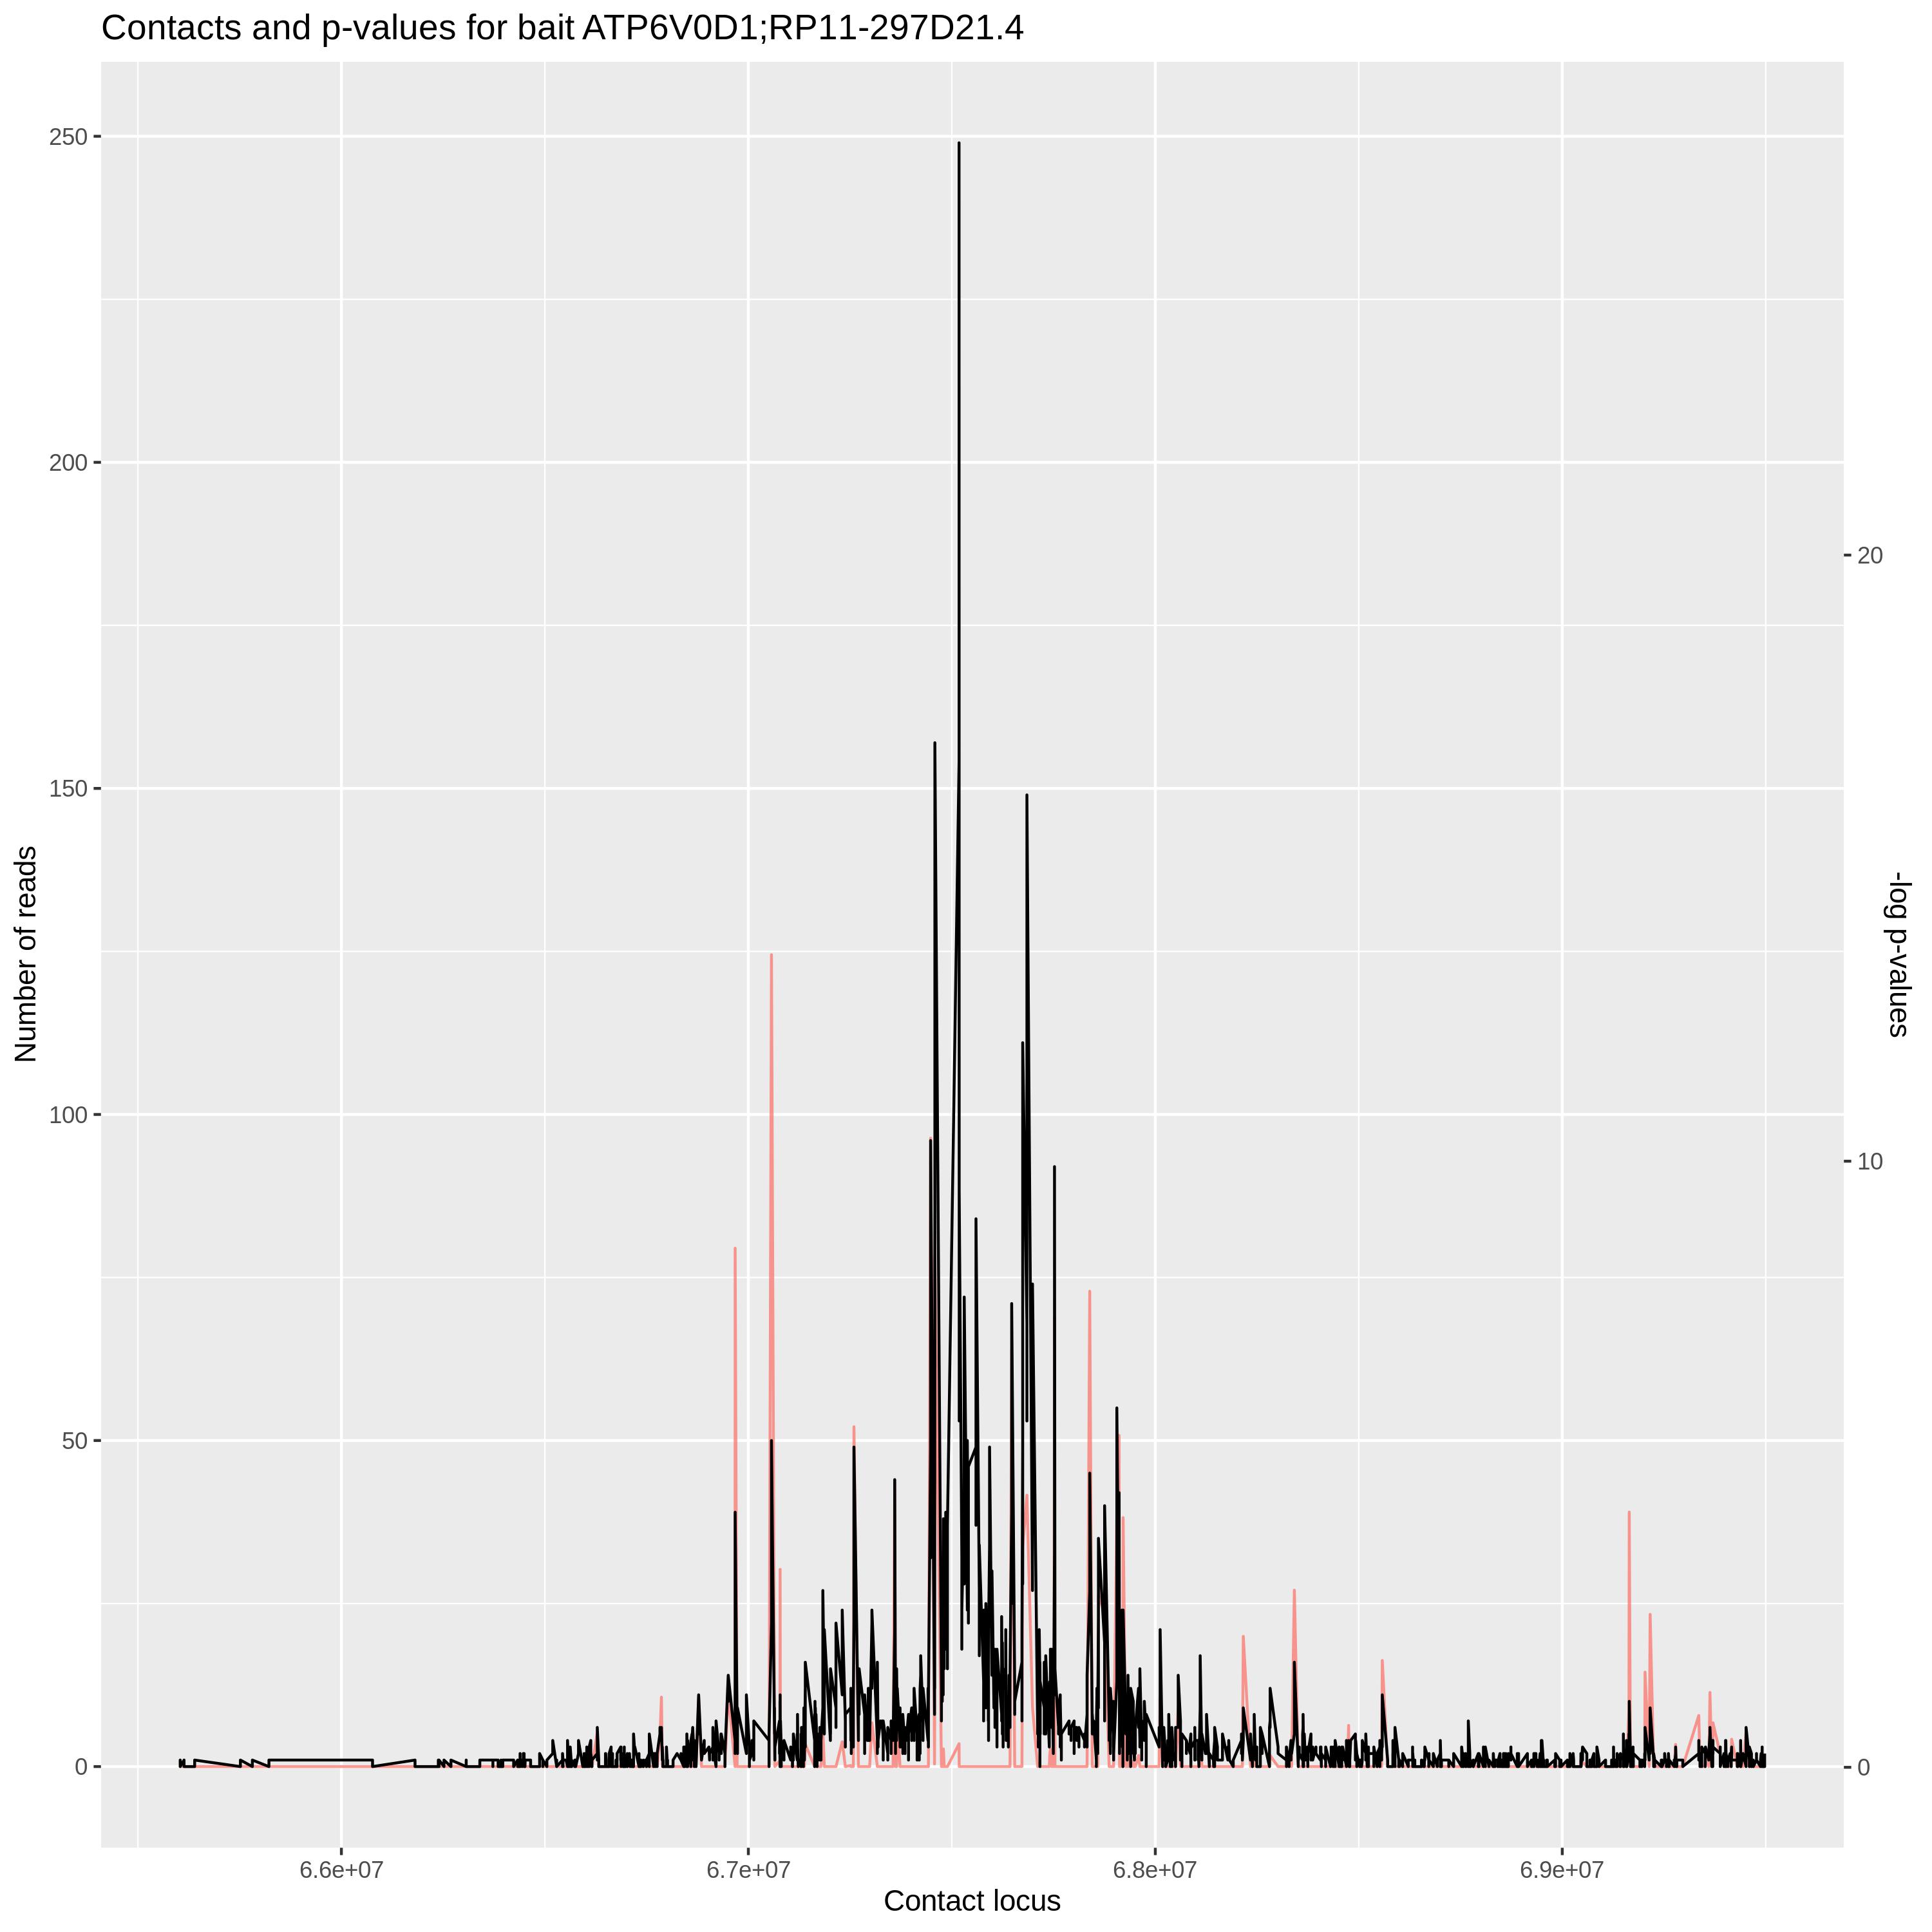 Contacts and p-values for bait ATP6V0D1;RP11-297D21.4
250
200
150
100
50
0
Number of reads
20
10
0
-log p-values
6.6e+07
6.7e+07
6.8e+07
6.9e+07
Contact locus